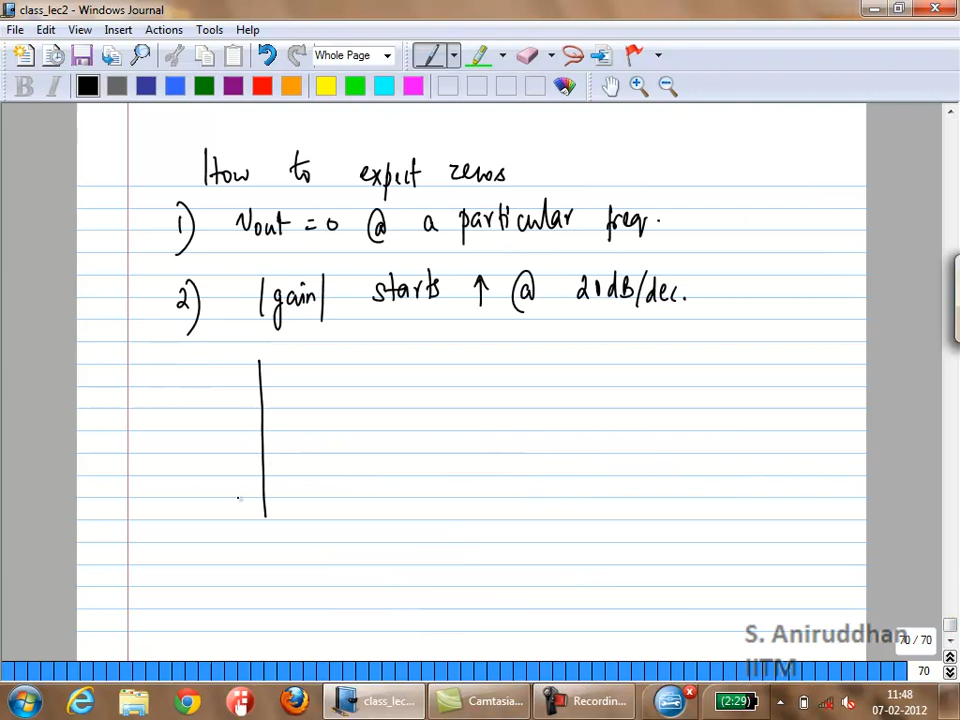 class_lec2 - Windows Journal
File Edit View Insert Actions Tools Help
Whole Page
B I
How to expect zeros
1) Vout = 0 @ a particular freq.
2) |gain| starts ↑ @ 20dB/dec.
S. Aniruddhan
IITM
70 / 70
70
class_lec... Camtasia... Recordin... (2:29) 11:48
07-02-2012